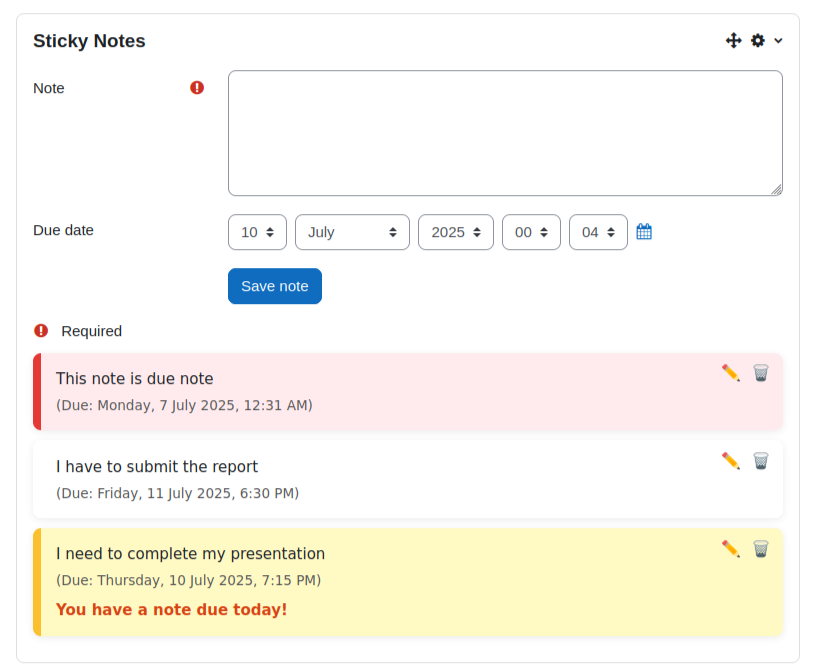 Sticky Notes
Note
Due date
10 July 2025 00 04
Save note
Required
This note is due note
(Due: Monday, 7 July 2025, 12:31 AM)
I have to submit the report
(Due: Friday, 11 July 2025, 6:30 PM)
I need to complete my presentation
(Due: Thursday, 10 July 2025, 7:15 PM)
You have a note due today!